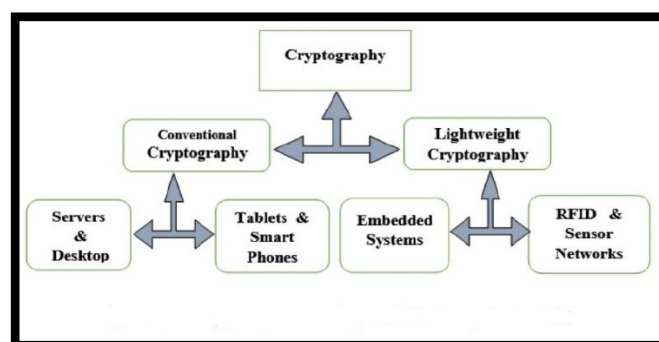 Cryptography
Conventional
Cryptography
Lightweight
Cryptography
Servers
&
Desktop
Tablets &
Smart
Phones
Embedded
Systems
RFID &
Sensor
Networks